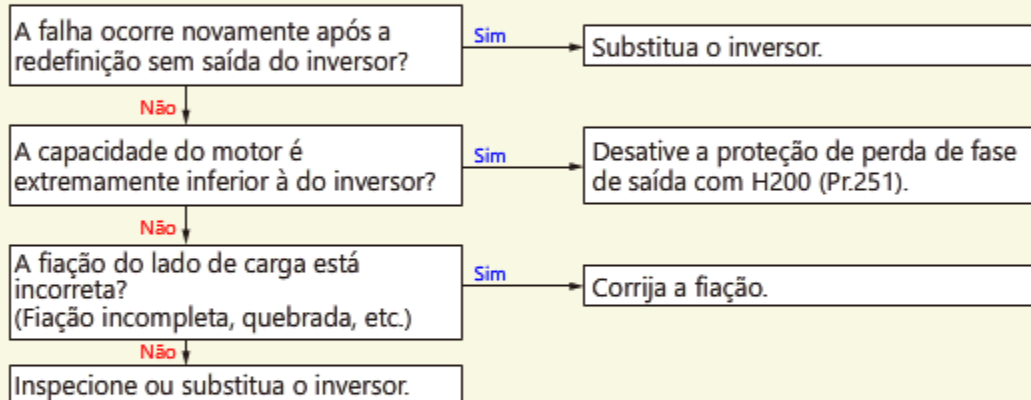 A falha ocorre novamente após a
redefinição sem saída do inversor?
Sim
Substitua o inversor.
Não
A capacidade do motor é
extremamente inferior à do inversor?
Sim
Desative a proteção de perda de fase
de saída com H200 (Pr.251).
Não
A fiação do lado de carga está
incorreta?
(Fiação incompleta, quebrada, etc.)
Sim
Corrija a fiação.
Não
Inspecione ou substitua o inversor.